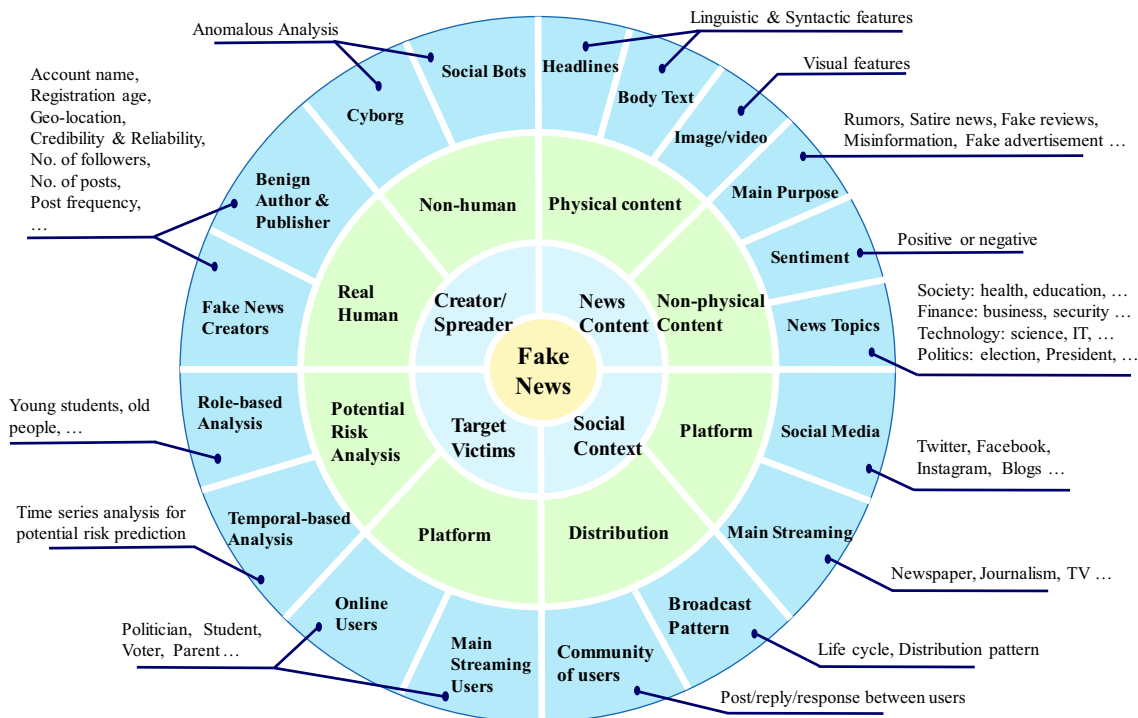 Linguistic & Syntactic features
Anomalous Analysis
Visual features
Account name,
Registration age,
Geo-location,
Credibility & Reliability,
No. of followers,
No. of posts,
Post frequency,
…
Rumors, Satire news, Fake reviews,
Misinformation, Fake advertisement …
Positive or negative
Society: health, education, …
Finance: business, security …
Technology: science, IT, …
Politics: election, President, …
Social Bots
Headlines
Cyborg
Body Text
Image/video
Benign
Author &
Publisher
Main Purpose
Non-human
Physical content
Sentiment
Fake News
Creators
Real
Human
Creator/
Spreader
News
Content
Non-physical
Content
News Topics
Fake
News
Young students, old
people, …
Role-based
Analysis
Potential
Risk
Analysis
Target
Victims
Social
Context
Platform
Social Media
Twitter, Facebook,
Instagram, Blogs …
Time series analysis for
potential risk prediction
Temporal-based
Analysis
Platform
Distribution
Main Streaming
Newspaper, Journalism, TV …
Politician, Student,
Voter, Parent …
Online
Users
Main
Streaming
Users
Community
of users
Broadcast
Pattern
Life cycle, Distribution pattern
Post/reply/response between users